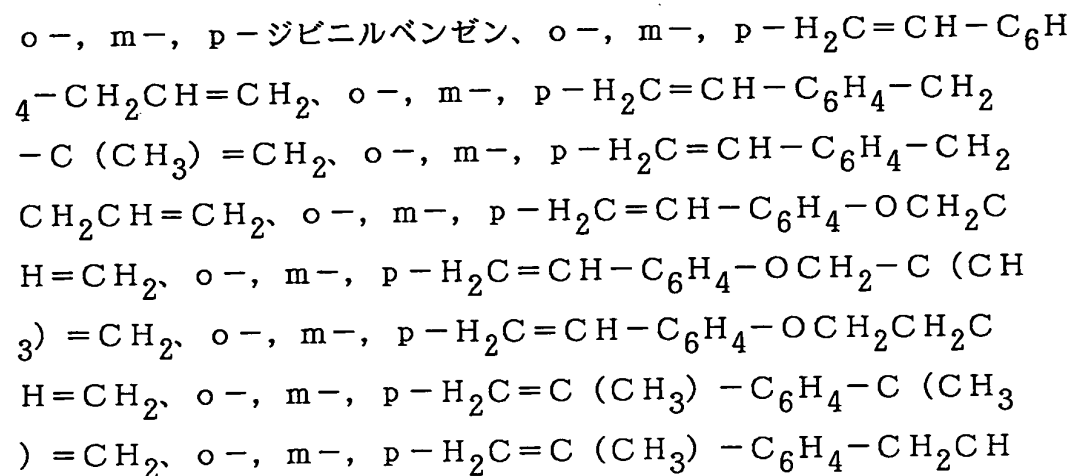 o－，m－，p－ジビニルベンゼン、o－，m－，p－H₂C＝CH－C₆H
₄－CH₂CH＝CH₂、o－，m－，p－H₂C＝CH－C₆H₄－CH₂
－C（CH₃）＝CH₂、o－，m－，p－H₂C＝CH－C₆H₄－CH₂
CH₂CH＝CH₂、o－，m－，p－H₂C＝CH－C₆H₄－OCH₂C
H＝CH₂、o－，m－，p－H₂C＝CH－C₆H₄－OCH₂－C（CH
₃）＝CH₂、o－，m－，p－H₂C＝CH－C₆H₄－OCH₂CH₂C
H＝CH₂、o－，m－，p－H₂C＝C（CH₃）－C₆H₄－C（CH₃
）＝CH₂、o－，m－，p－H₂C＝C（CH₃）－C₆H₄－CH₂CH